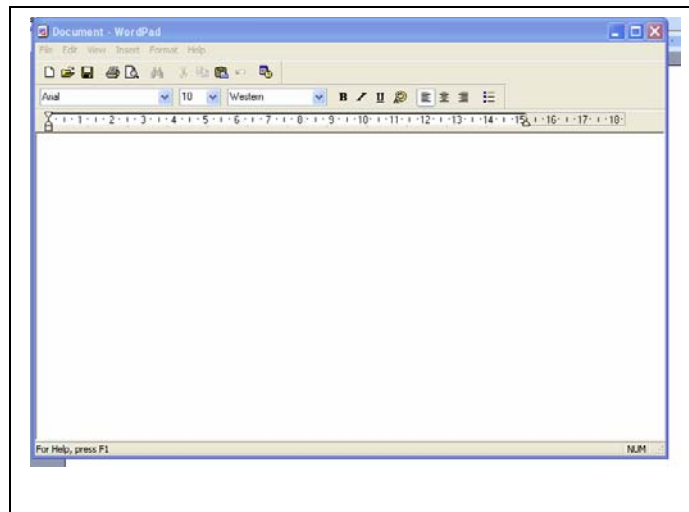 Document - WordPad
File Edit View Insert Format Help
Arial 10 Western B / U
1 2 3 4 5 6 7 8 9 10 11 12 13 14 15 16 17 18
For Help, press F1 NUM